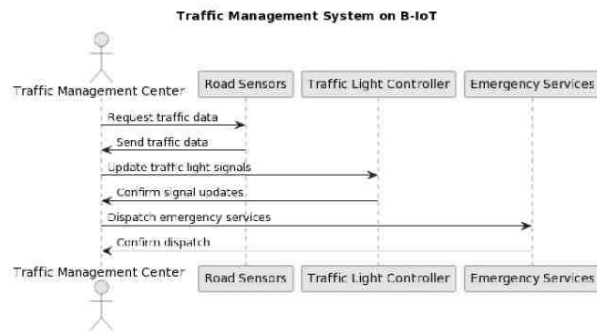 Traffic Management System on B-IoT
Traffic Management Center Road Sensors Traffic Light Controller Emergency Services
Request traffic data
Send traffic data
Update traffic light signals
Confirm signal updates
Dispatch emergency services
Confirm dispatch
Traffic Management Center Road Sensors Traffic Light Controller Emergency Services